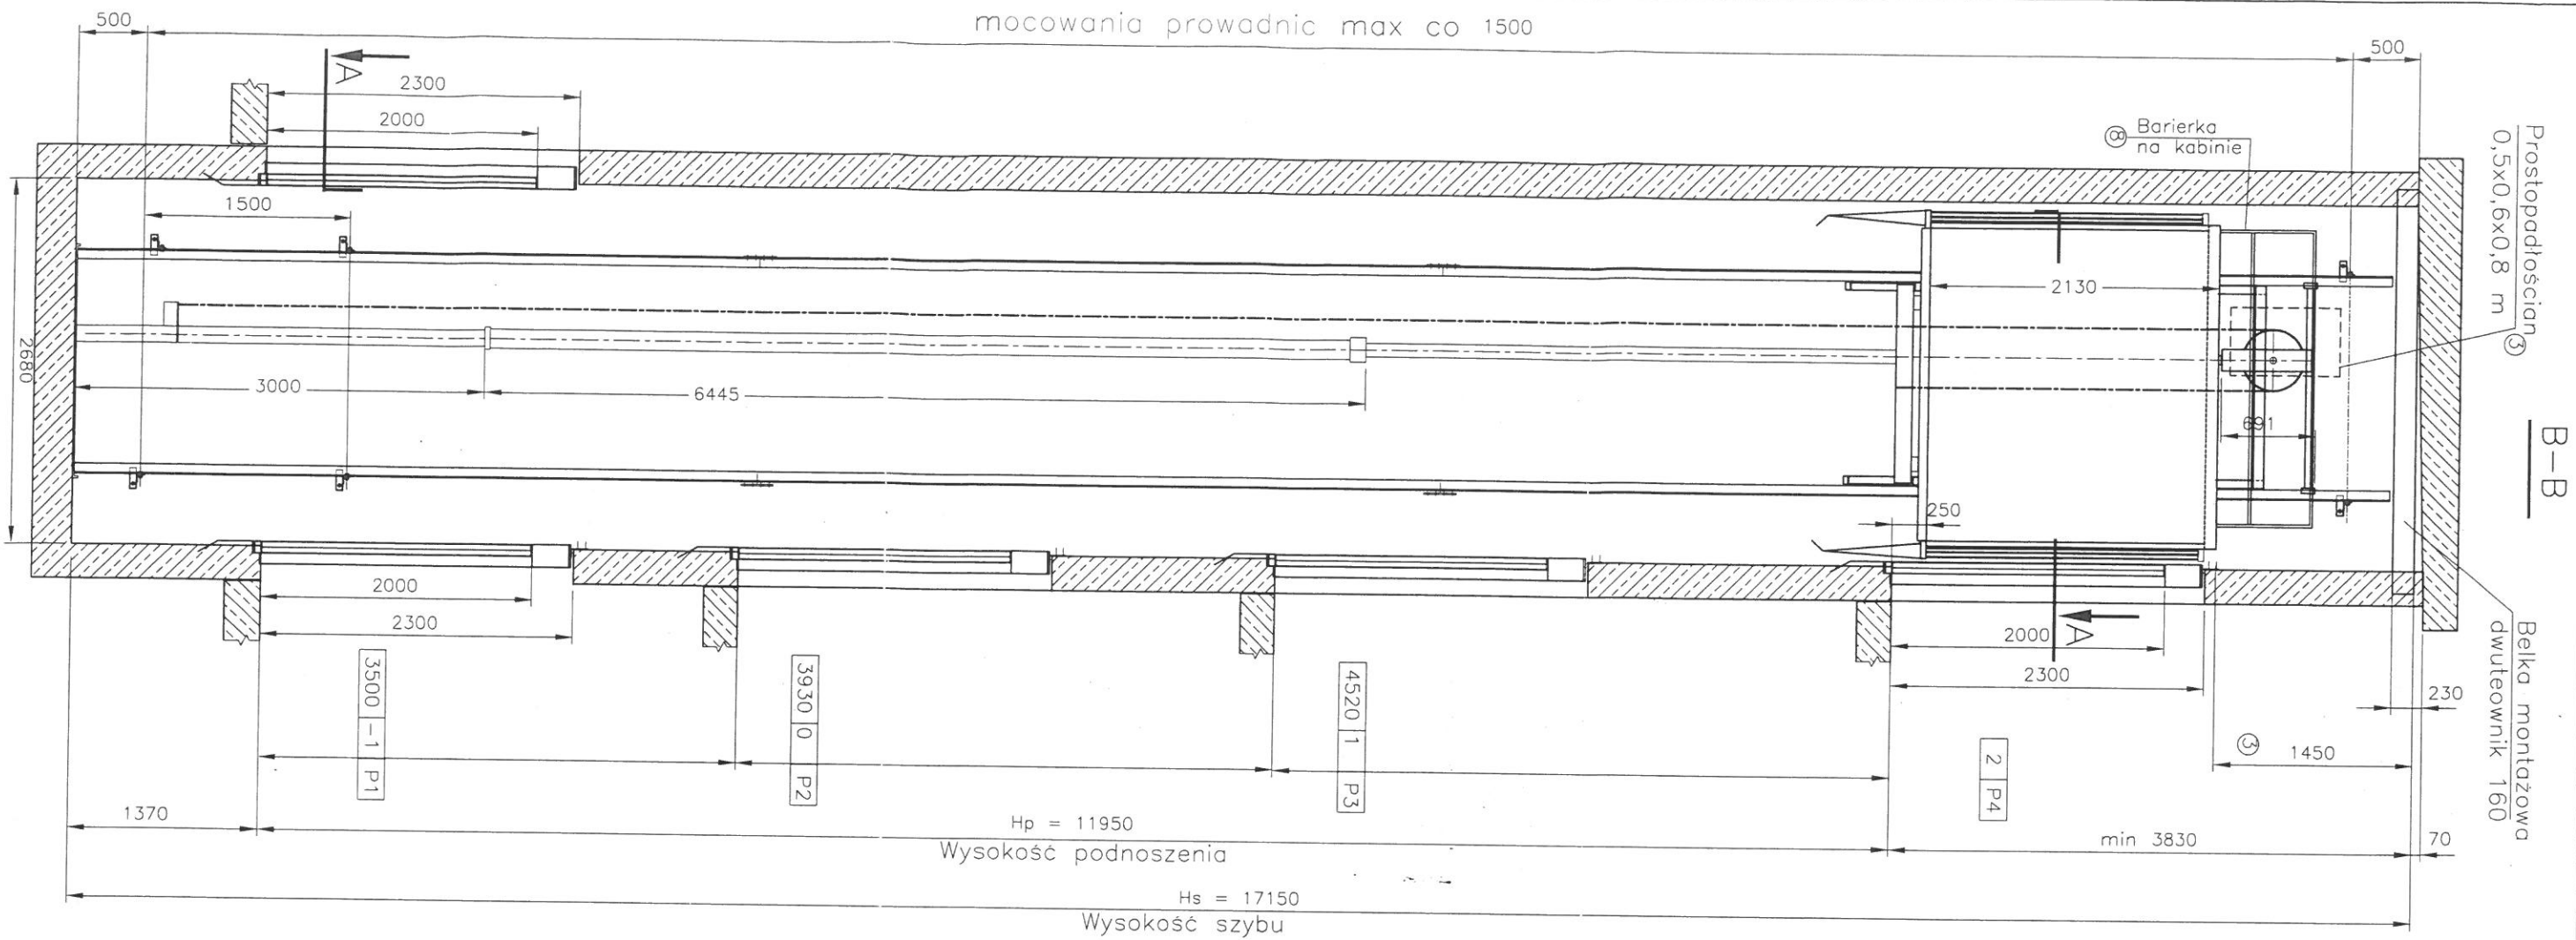 mocowania prowadnic max co 1500
500
500
A
2300
2000
Barierka
na kabinie
8
Prostopadłościan
0,5x0,6x0,8 m
3
1500
2680
2130
3000
6445
691
B-B
250
2000
2300
A
2000
2300
3500 -1 P1
3930 0 P2
4520 1 P3
2 P4
230
3
1450
Belka montażowa
dwuteownik 160
1370
Hp = 11950
Wysokość podnoszenia
min 3830
70
Hs = 17150
Wysokość szybu